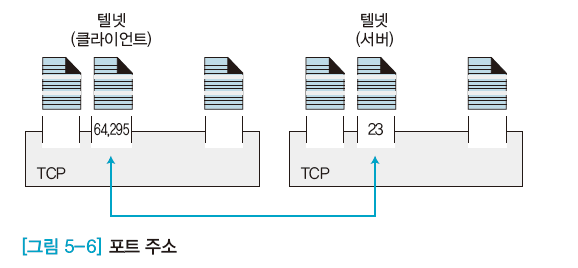 텔넷
(클라이언트)
텔넷
(서버)
64,295
23
TCP
TCP
[그림 5-6] 포트 주소